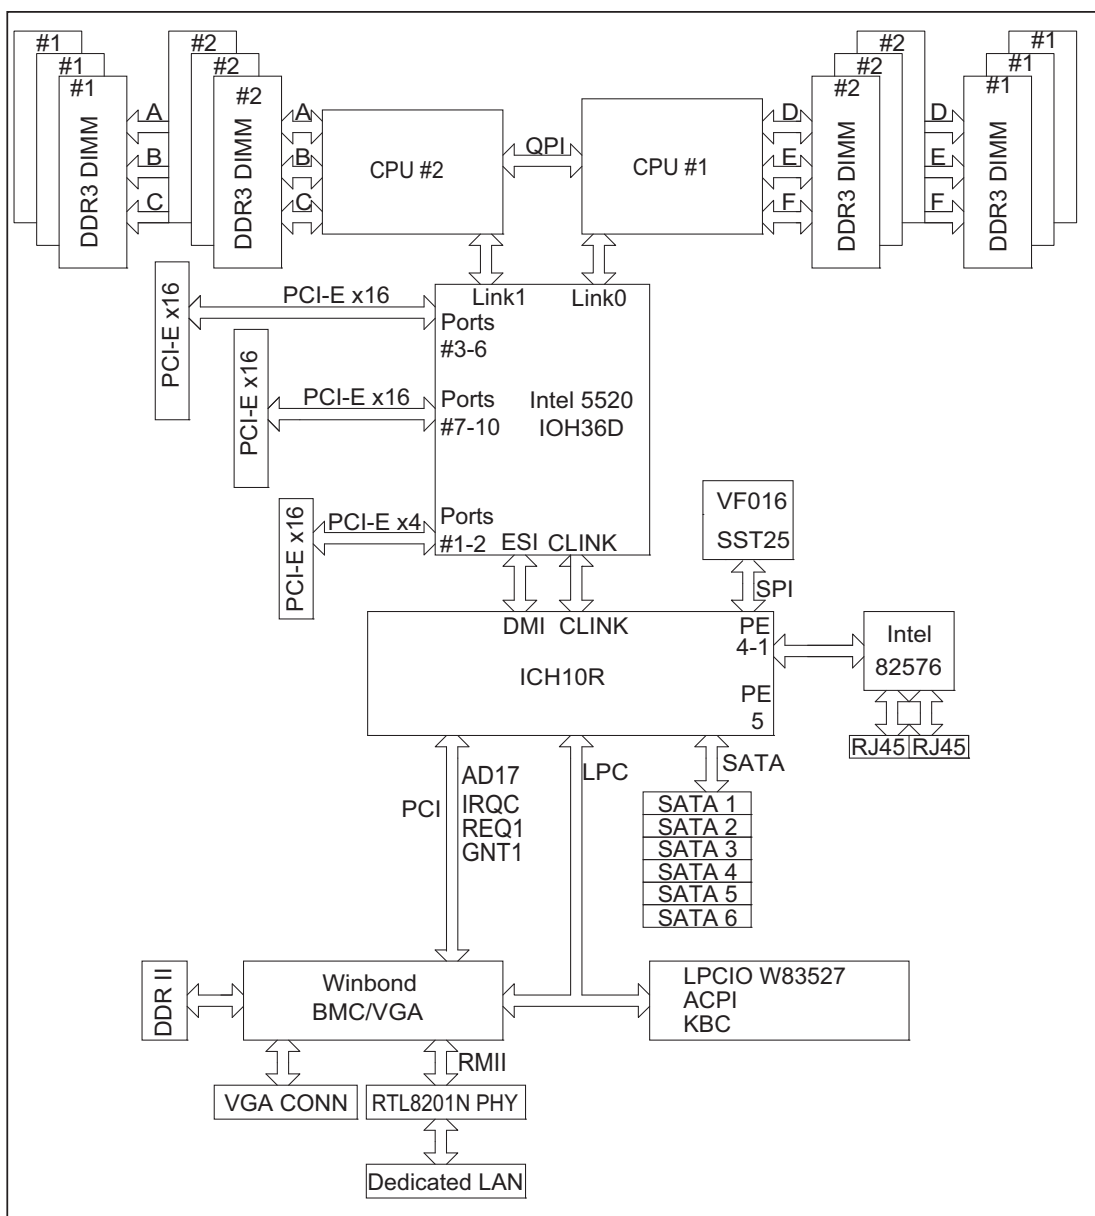 #1
#1
#1
DDR3 DIMM
A
B
C
#2
#2
#2
DDR3 DIMM
A
B
C
CPU #2
QPI
CPU #1
D
E
F
#2
#2
#2
DDR3 DIMM
D
E
F
#1
#1
#1
DDR3 DIMM
PCI-E x16
PCI-E x16
Link1
Link0
Ports
#3-6
PCI-E x16
PCI-E x16
Ports
#7-10
Intel 5520
IOH36D
PCI-E x16
PCI-E x4
Ports
#1-2
ESI
CLINK
VF016
SST25
SPI
DMI
CLINK
PE
4-1
ICH10R
PE
5
Intel
82576
RJ45
RJ45
PCI
AD17
IRQC
REQ1
GNT1
LPC
SATA
SATA 1
SATA 2
SATA 3
SATA 4
SATA 5
SATA 6
DDR II
Winbond
BMC/VGA
LPCIO W83527
ACPI
KBC
RMII
VGA CONN
RTL8201N PHY
Dedicated LAN